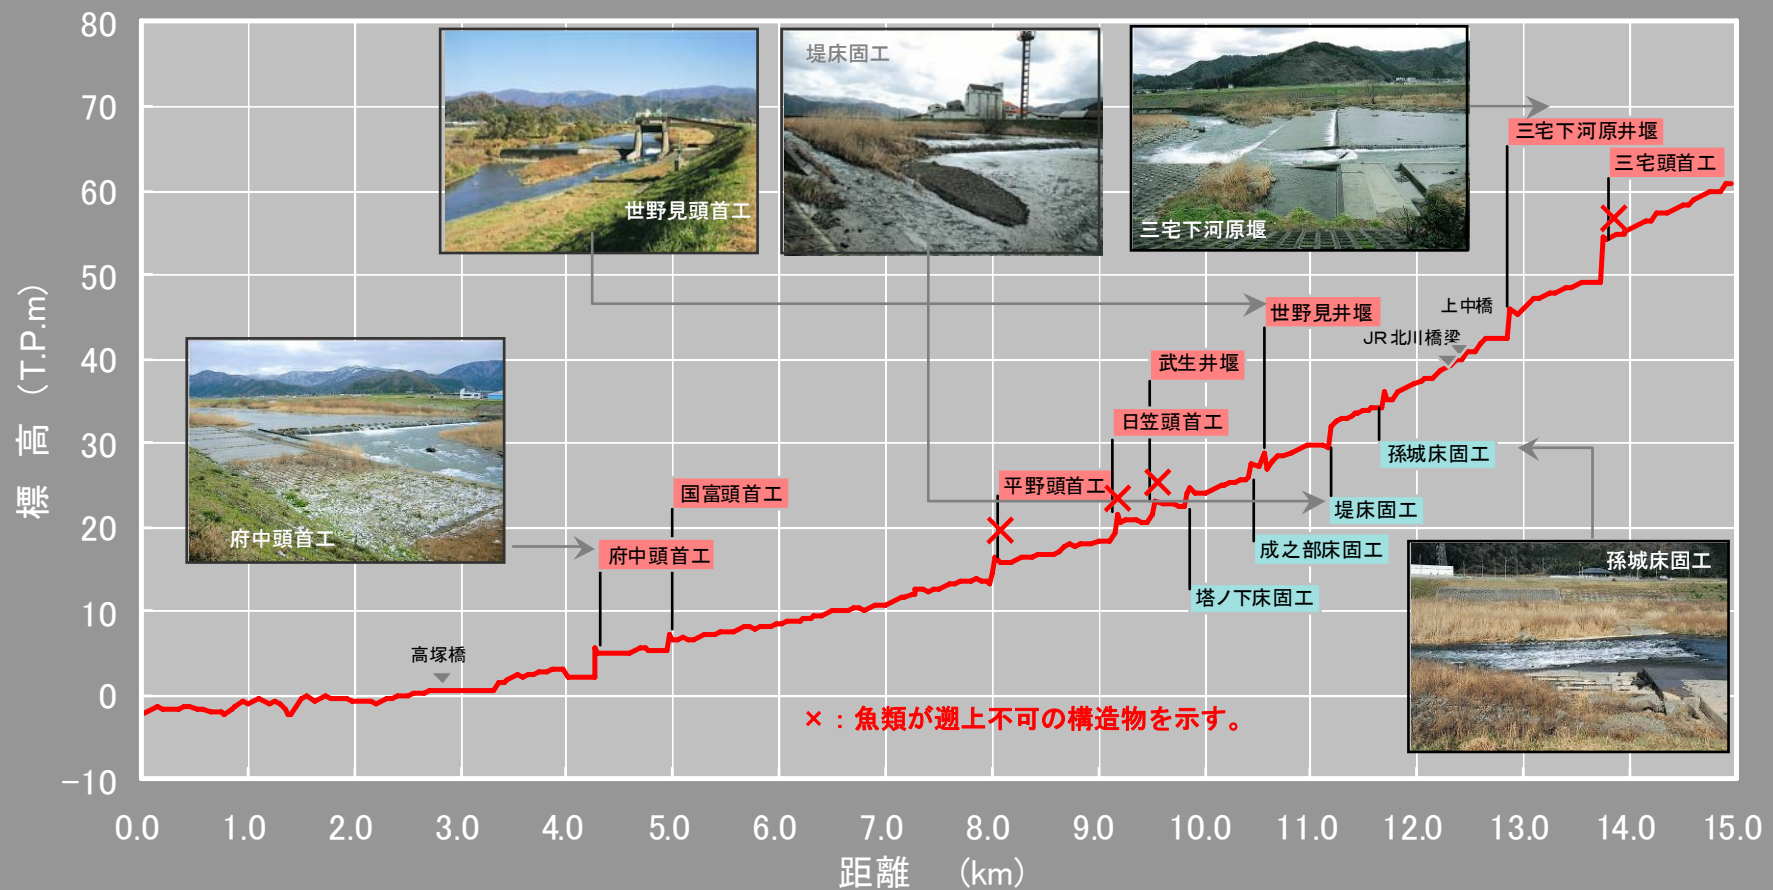 80
70
60
50
40
30
20
10
0
-10
標 高 (T.P.m)
世野見頭首工
堤床固工
三宅下河原堰
三宅下河原井堰
三宅頭首工
上中橋
JR北川橋梁
世野見井堰
武生井堰
日笠頭首工
平野頭首工
国富頭首工
府中頭首工
府中頭首工
高塚橋
孫城床固工
堤床固工
成之部床固工
塔ノ下床固工
孫城床固工
×:魚類が遡上不可の構造物を示す。
0.0 1.0 2.0 3.0 4.0 5.0 6.0 7.0 8.0 9.0 10.0 11.0 12.0 13.0 14.0 15.0
距離 (km)